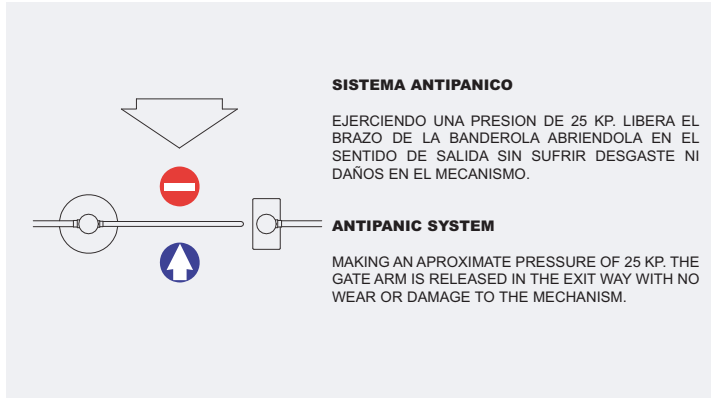 SISTEMA ANTIPANICO
EJERCIENDO UNA PRESION DE 25 KP. LIBERA EL
BRAZO DE LA BANDEROLA ABRIENDOLA EN EL
SENTIDO DE SALIDA SIN SUFRIR DESGASTE NI
DAÑOS EN EL MECANISMO.
ANTIPANIC SYSTEM
MAKING AN APROXIMATE PRESSURE OF 25 KP. THE
GATE ARM IS RELEASED IN THE EXIT WAY WITH NO
WEAR OR DAMAGE TO THE MECHANISM.